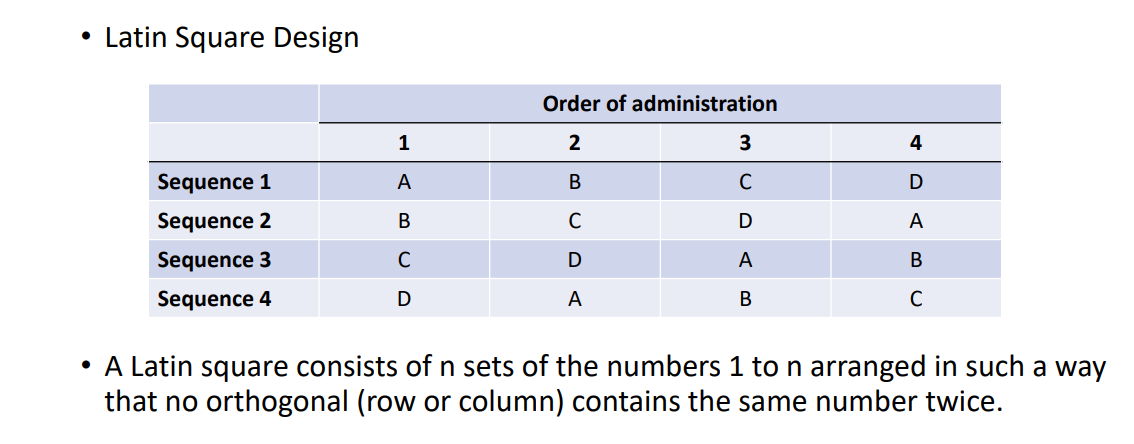 • Latin Square Design
Order of administration
1 2 3 4
Sequence 1 A B C D
Sequence 2 B C D A
Sequence 3 C D A B
Sequence 4 D A B C
• A Latin square consists of n sets of the numbers 1 to n arranged in such a way
that no orthogonal (row or column) contains the same number twice.